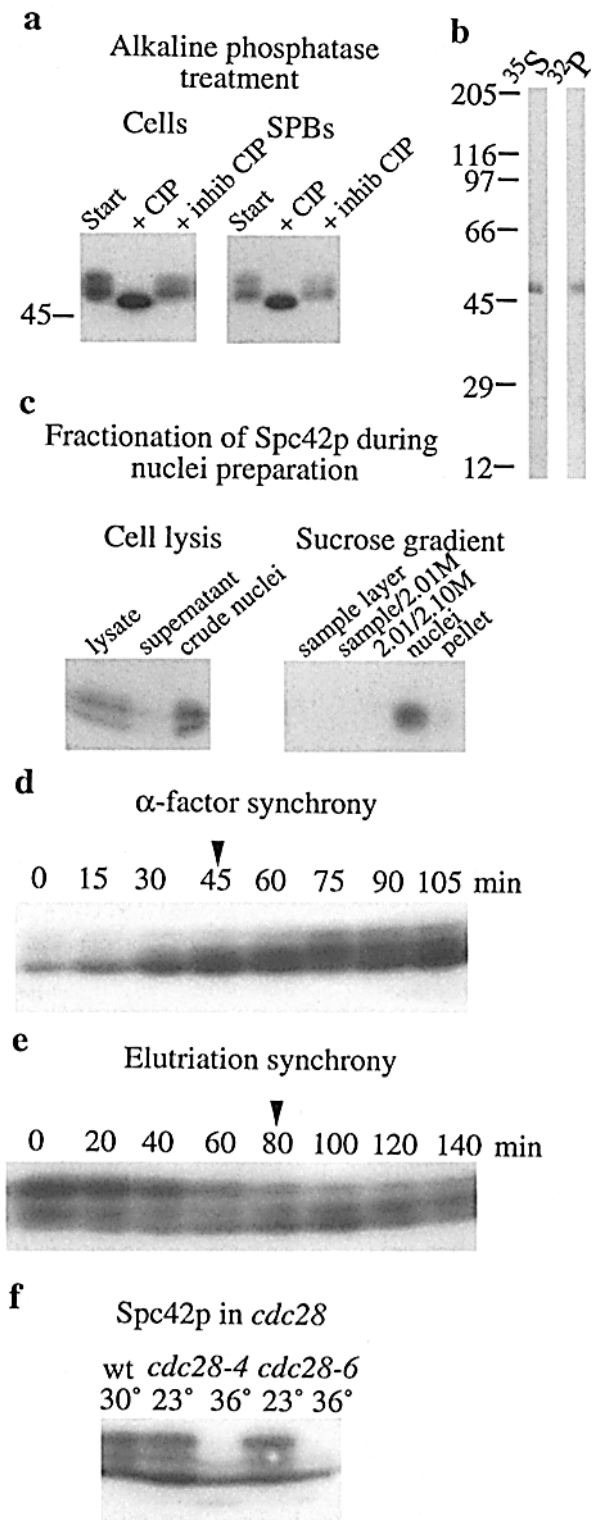 a
Alkaline phosphatase
treatment
Cells SPBs
Start + CIP + inhib CIP Start + CIP + inhib CIP
45
b
35S 32P
205
116
97
66
45
29
12
c
Fractionation of Spc42p during
nuclei preparation
Cell lysis Sucrose gradient
lysate supernatant crude nuclei sample layer sample/2.01M 2.01/2.10M nuclei pellet
d
α-factor synchrony
0 15 30 45 60 75 90 105 min
e
Elutriation synchrony
0 20 40 60 80 100 120 140 min
f
Spc42p in cdc28
wt cdc28-4 cdc28-6
30° 23° 36° 23° 36°